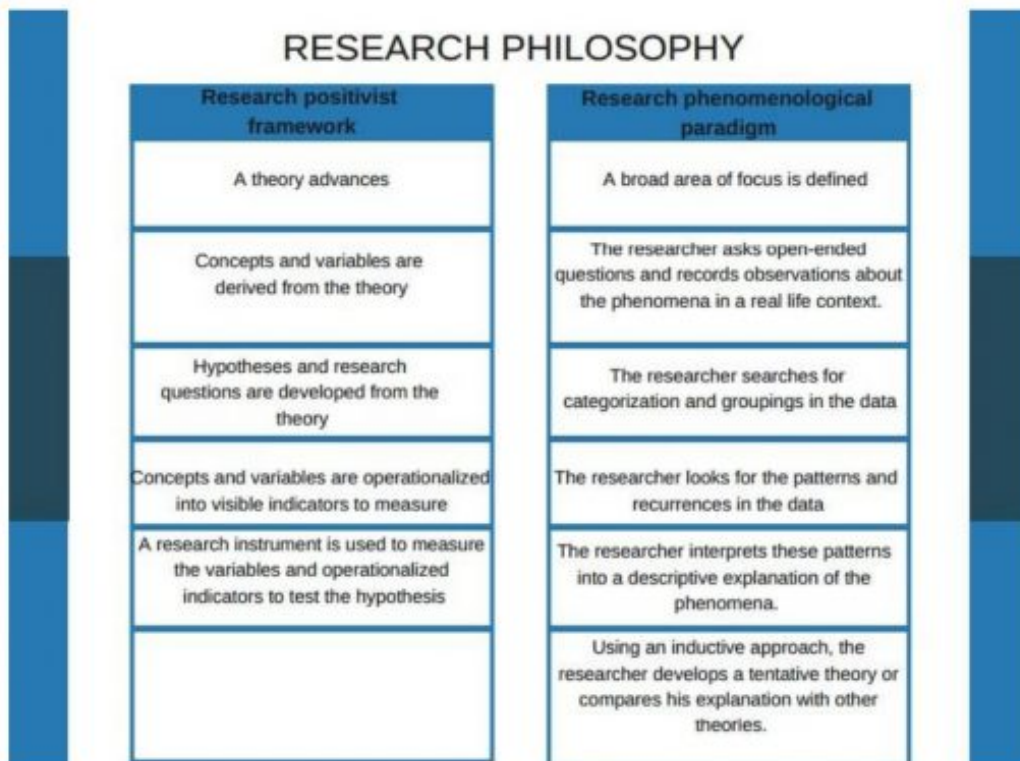 RESEARCH PHILOSOPHY
Research positivist
framework
A theory advances
Concepts and variables are
derived from the theory
Hypotheses and research
questions are developed from the
theory
Concepts and variables are operationalized
into visible indicators to measure
A research instrument is used to measure
the variables and operationalized
indicators to test the hypothesis
Research phenomenological
paradigm
A broad area of focus is defined
The researcher asks open-ended
questions and records observations about
the phenomena in a real life context.
The researcher searches for
categorization and groupings in the data
The researcher looks for the patterns and
recurrences in the data
The researcher interprets these patterns
into a descriptive explanation of the
phenomena.
Using an inductive approach, the
researcher develops a tentative theory or
compares his explanation with other
theories.